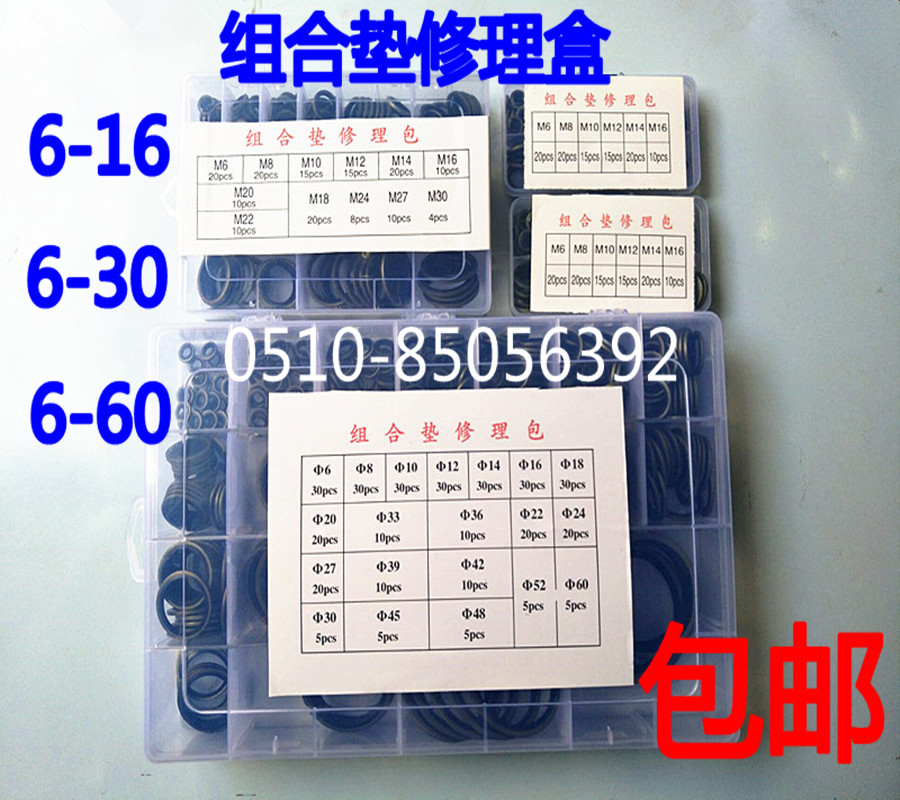 组合垫修理盒
6-16
6-30
6-60
组合垫修理包
M6 M8 M10 M12 M14 M16
20pcs 20pcs 15pcs 15pcs 20pcs 10pcs
M20
10pcs
M22
10pcs
M18 M24 M27 M30
20pcs 8pcs 10pcs 4pcs
组合垫修理包
M6 M8 M10 M12 M14 M16
20pcs 20pcs 15pcs 15pcs 20pcs 10pcs
组合垫修理包
M6 M8 M10 M12 M14 M16
20pcs 20pcs 15pcs 15pcs 20pcs 10pcs
0510-85056392
组合垫修理包
Φ6 Φ8 Φ10 Φ12 Φ14 Φ16 Φ18
30pcs 30pcs 30pcs 30pcs 30pcs 30pcs 30pcs
Φ20 Φ33 Φ36 Φ22 Φ24
20pcs 10pcs 10pcs 20pcs 20pcs
Φ27 Φ39 Φ42
20pcs 10pcs 10pcs
Φ52 Φ60
5pcs 5pcs
Φ30 Φ45 Φ48
5pcs 5pcs 5pcs
包邮